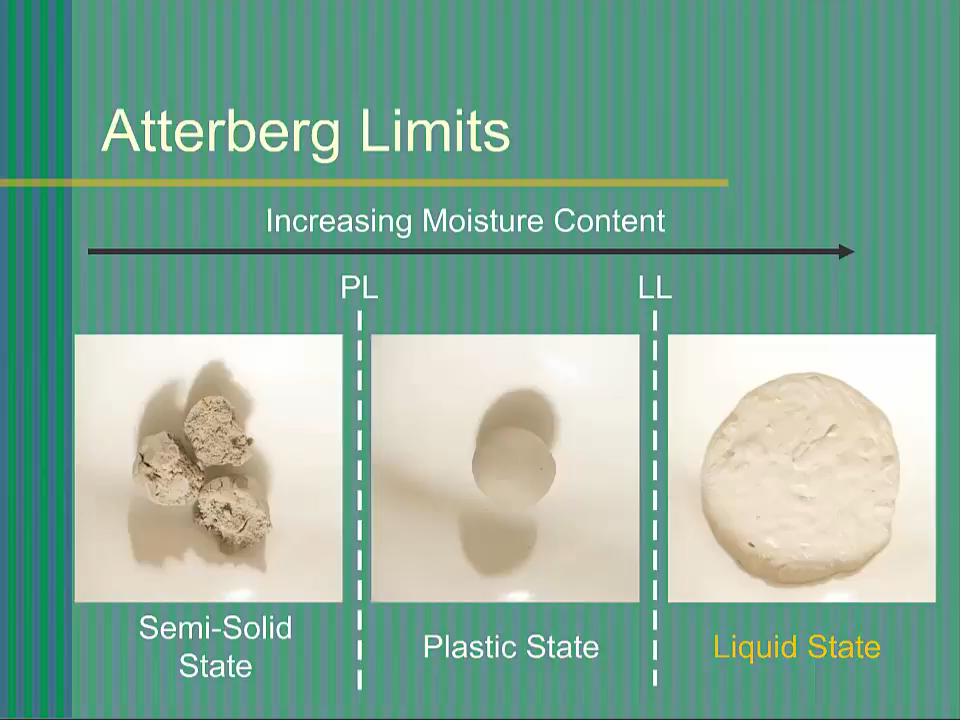 Atterberg Limits
Increasing Moisture Content
PL
LL
Semi-Solid
State
Plastic State
Liquid State